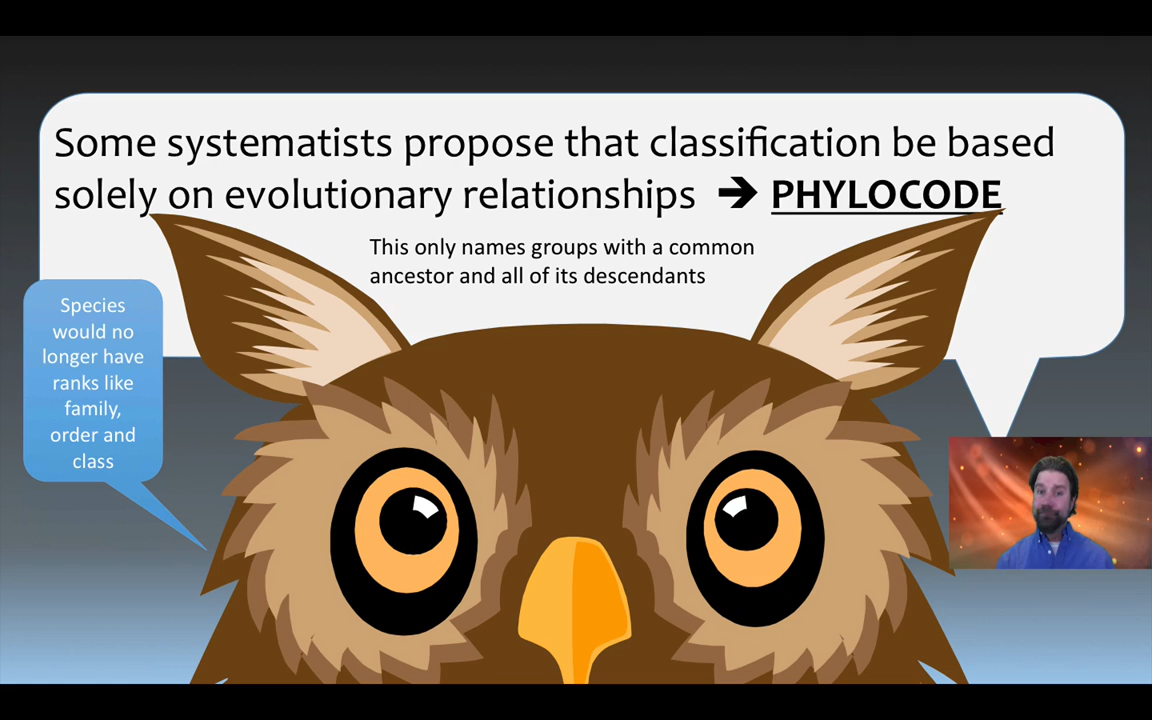 Some systematists propose that classification be based
solely on evolutionary relationships ➔ PHYLOCODE
This only names groups with a common
ancestor and all of its descendants
Species
would no
longer have
ranks like
family,
order and
class